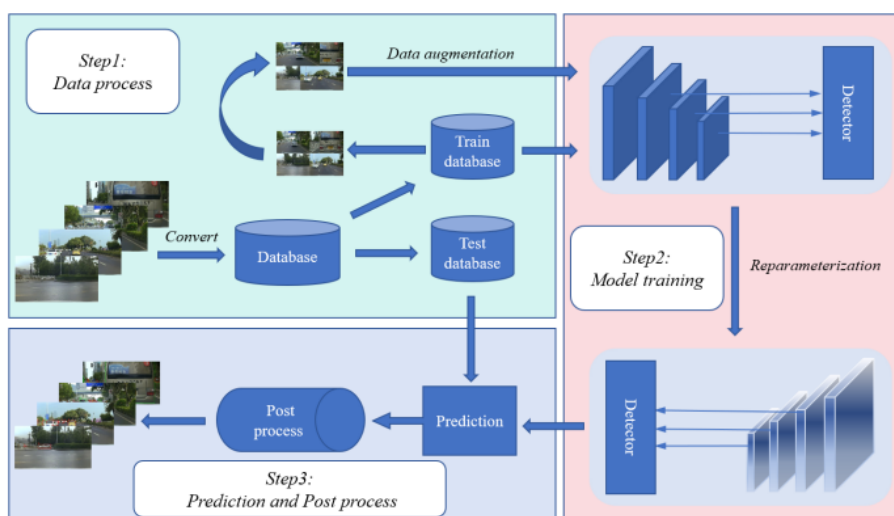 Step1:
Data process
Data augmentation
Train
database
Detector
Convert
Database
Test
database
Step2:
Model training
Reparameterization
Post
process
Prediction
Detector
Step3:
Prediction and Post process